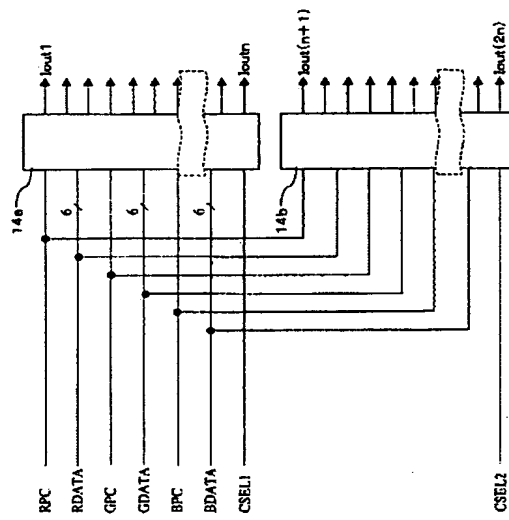 14a
Iout1
Ioutn
14b
Iout(n+1)
Iout(2n)
6
6
6
RPC
RDATA
GPC
GDATA
BPC
BDATA
CSEL1
CSEL2